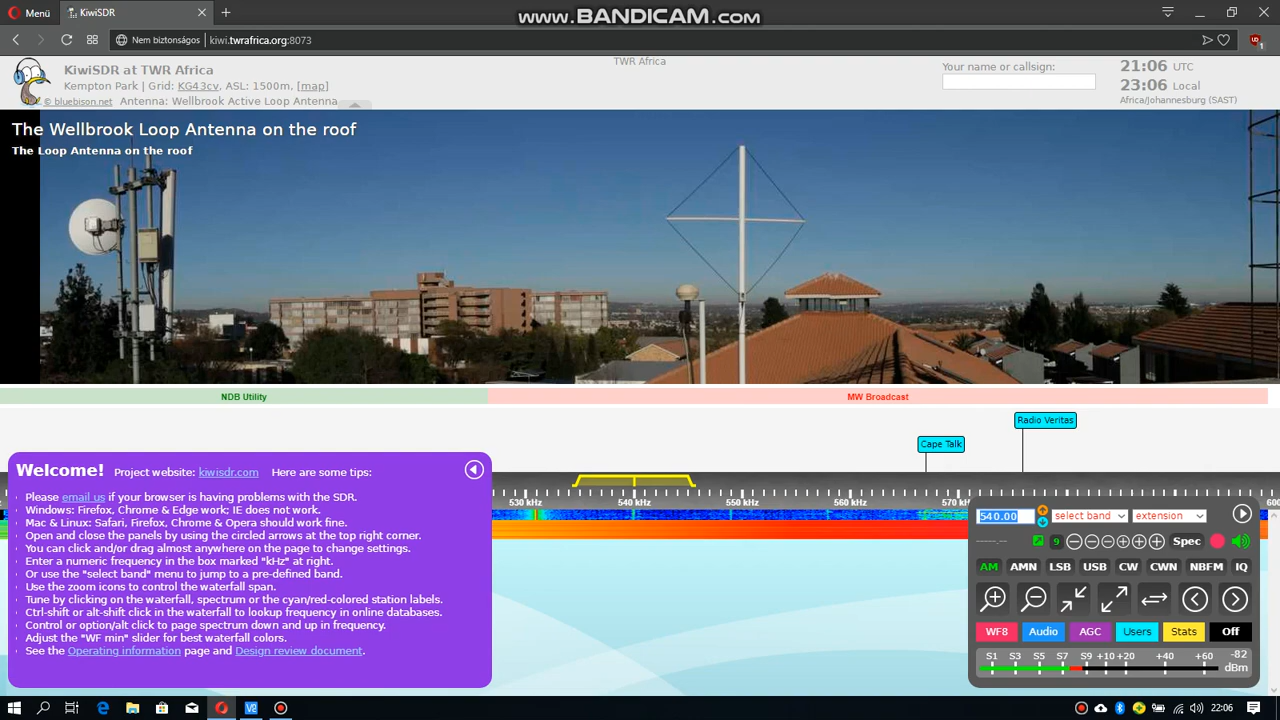 Menü
KiwiSDR
www.BANDICAM.com
Nem biztonságos
kiwi.twrafrica.org:8073
1
KiwiSDR at TWR Africa
Kempton Park | Grid: KG43cv, ASL: 1500m, [map]
© bluebison.net Antenna: Wellbrook Active Loop Antenna
TWR Africa
Your name or callsign:
21:06 UTC
23:06 Local
Africa/Johannesburg (SAST)
The Wellbrook Loop Antenna on the roof
The Loop Antenna on the roof
NDB Utility
MW Broadcast
Radio Veritas
Cape Talk
530 kHz
540 kHz
550 kHz
560 kHz
570 k
600
Welcome! Project website: kiwisdr.com Here are some tips:
Please email us if your browser is having problems with the SDR.
Windows: Firefox, Chrome & Edge work; IE does not work.
Mac & Linux: Safari, Firefox, Chrome & Opera should work fine.
Open and close the panels by using the circled arrows at the top right corner.
You can click and/or drag almost anywhere on the page to change settings.
Enter a numeric frequency in the box marked "kHz" at right.
Or use the "select band" menu to jump to a pre-defined band.
Use the zoom icons to control the waterfall span.
Tune by clicking on the waterfall, spectrum or the cyan/red-colored station labels.
Ctrl-shift or alt-shift click in the waterfall to lookup frequency in online databases.
Control or option/alt click to page spectrum down and up in frequency.
Adjust the "WF min" slider for best waterfall colors.
See the Operating information page and Design review document.
540.00 select band extension
-----.-- 9 Spec
AM AMN LSB USB CW CWN NBFM IQ
WF8 Audio AGC Users Stats Off
S1 S3 S5 S7 S9 +10 +20 +40 +60 -82
dBm
22:06